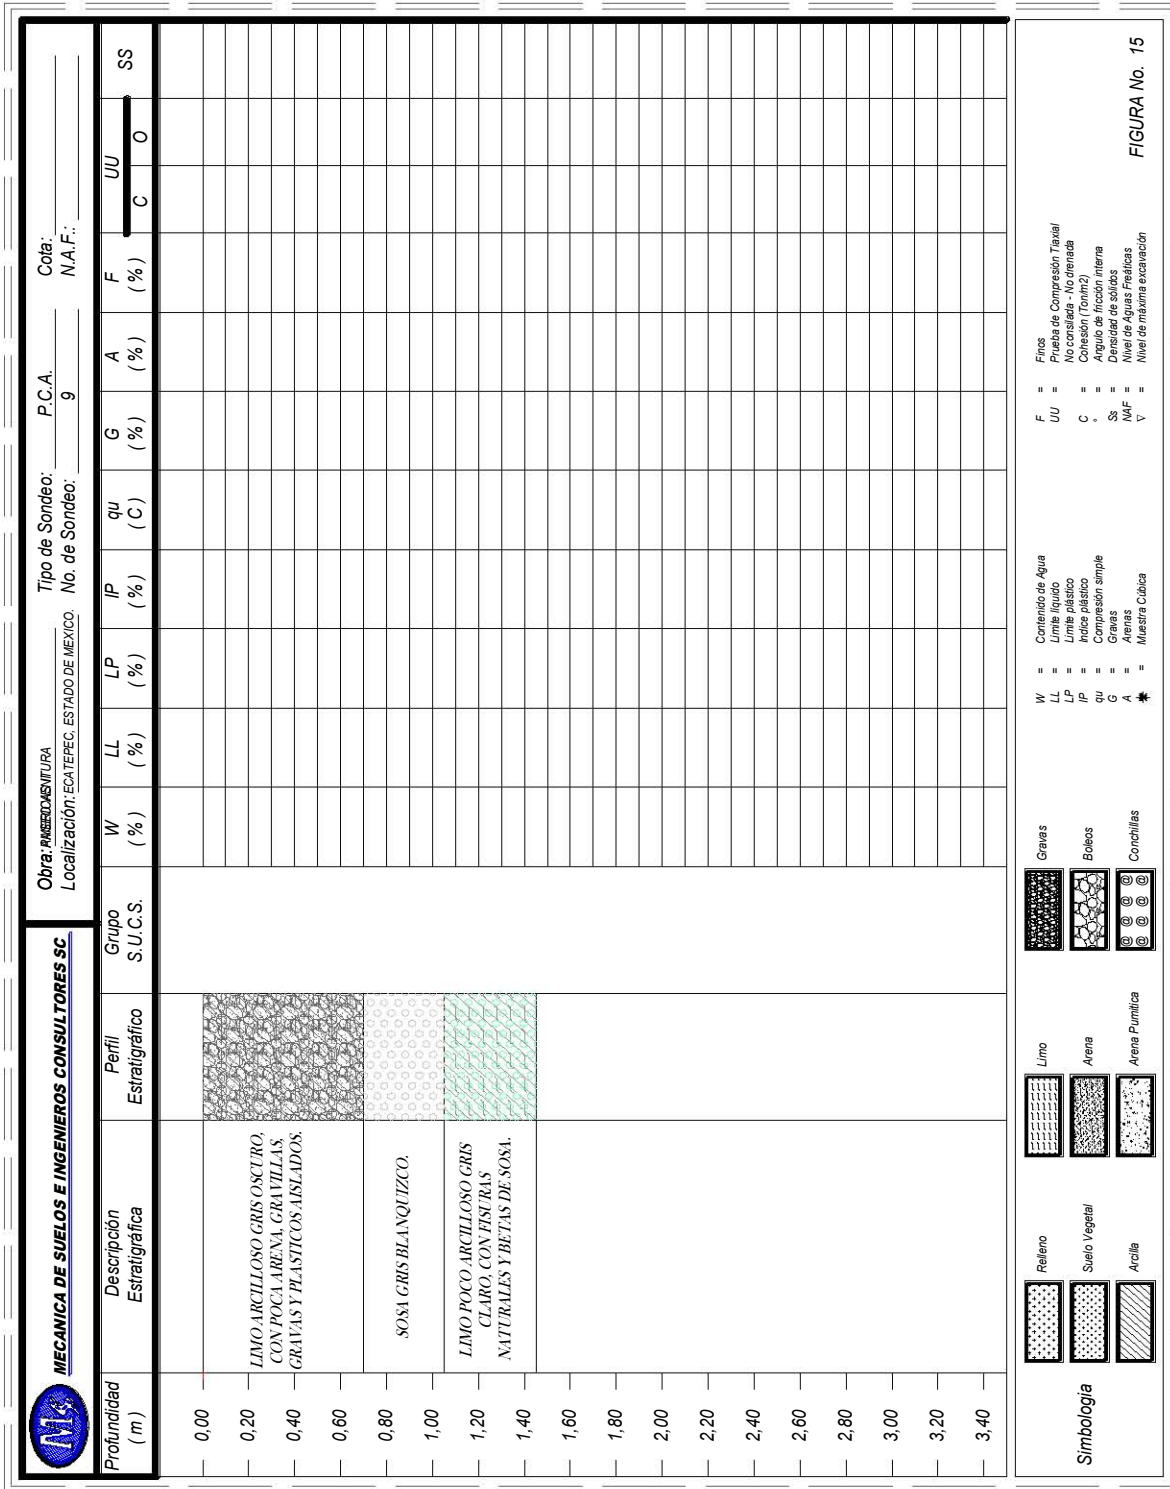 MECANICA DE SUELOS E INGENIEROS CONSULTORES SC
Obra:
Localización: ECATEPEC, ESTADO DE MEXICO.
Tipo de Sondeo: P.C.A.
No. de Sondeo: 9
Cota:
N.A.F.:
Profundidad
( m )
Descripción
Estratigráfica
Perfil
Estratigráfico
Grupo
S.U.C.S.
W
( % )
LL
( % )
LP
( % )
IP
( % )
qu
( C )
G
( % )
A
( % )
F
( % )
UU
C O
SS
0,00
0,20
0,40
0,60
0,80
1,00
1,20
1,40
1,60
1,80
2,00
2,20
2,40
2,60
2,80
3,00
3,20
3,40
LIMO ARCILLOSO GRIS OSCURO,
CON POCA ARENA, GRAVILLAS,
GRAVAS Y PLASTICOS AISLADOS.
SOSA GRIS BLANQUIZCO.
LIMO POCO ARCILLOSO GRIS
CLARO, CON FISURAS
NATURALES Y BETAS DE SOSA.
Simbologia
Relleno
Suelo Vegetal
Arcilla
Limo
Arena
Arena Pumitica
Gravas
Boleos
@ @ @ @
@ @ @ @
Conchillas
W = Contenido de Agua
LL = Limite líquido
LP = Limite plástico
IP = Indice plástico
qu = Compresión simple
G = Gravas
A = Arenas
= Muestra Cúbica
F = Finos
UU = Prueba de Compresión Tiaxial
No consilada - No drenada
C = Cohesión (Ton/m2)
° = Angulo de fricción interna
Ss = Densidad de sólidos
NAF = Nivel de Aguas Freáticas
∇ = Nivel de máxima excavación
FIGURA No. 15